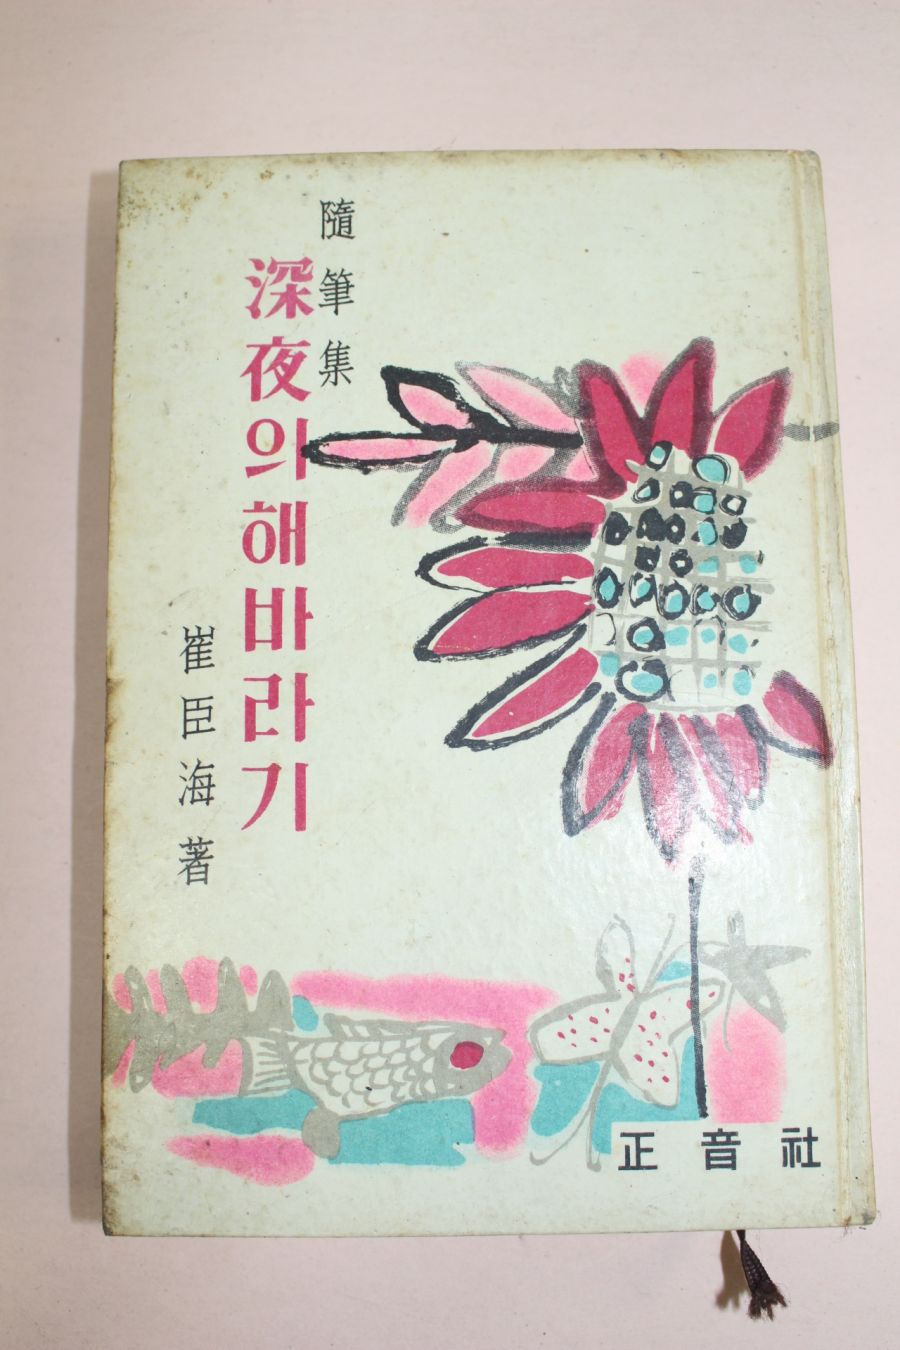 隨筆集
深夜의해바라기
崔臣海著
正音社